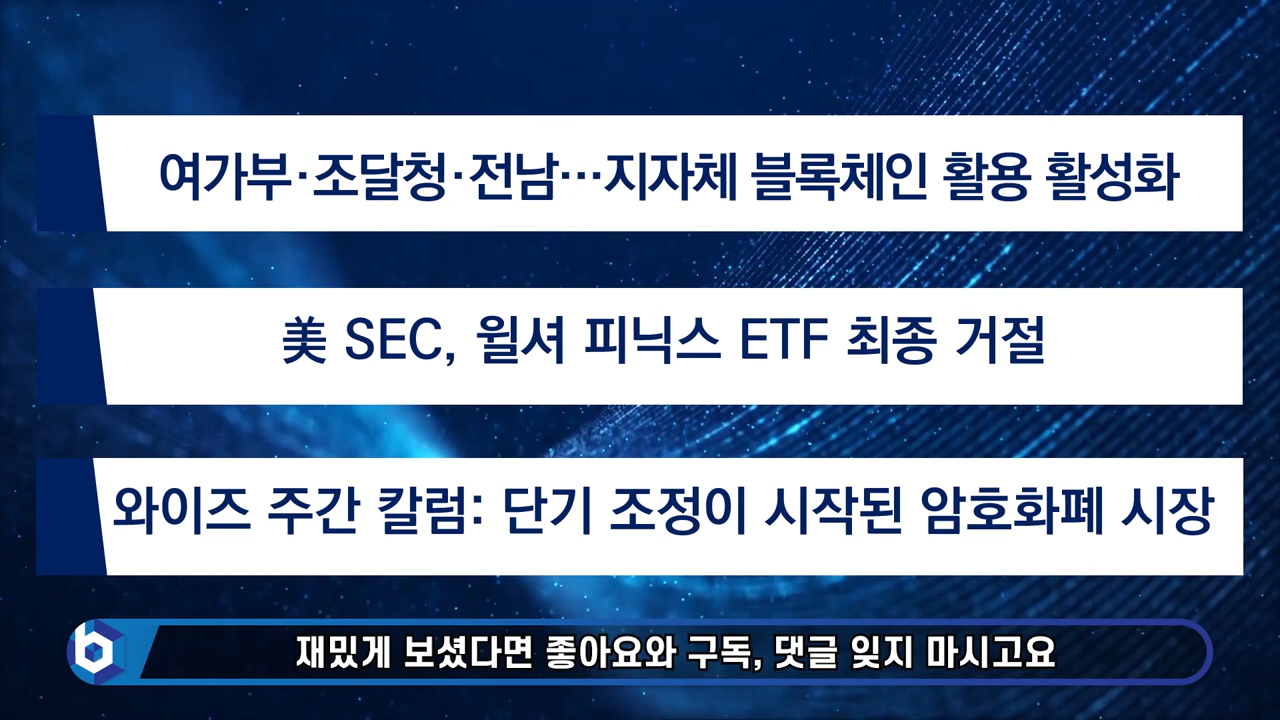 여가부·조달청·전남…지자체 블록체인 활용 활성화
美 SEC, 윌셔 피닉스 ETF 최종 거절
와이즈 주간 칼럼: 단기 조정이 시작된 암호화폐 시장
b 재밌게 보셨다면 좋아요와 구독, 댓글 잊지 마시고요